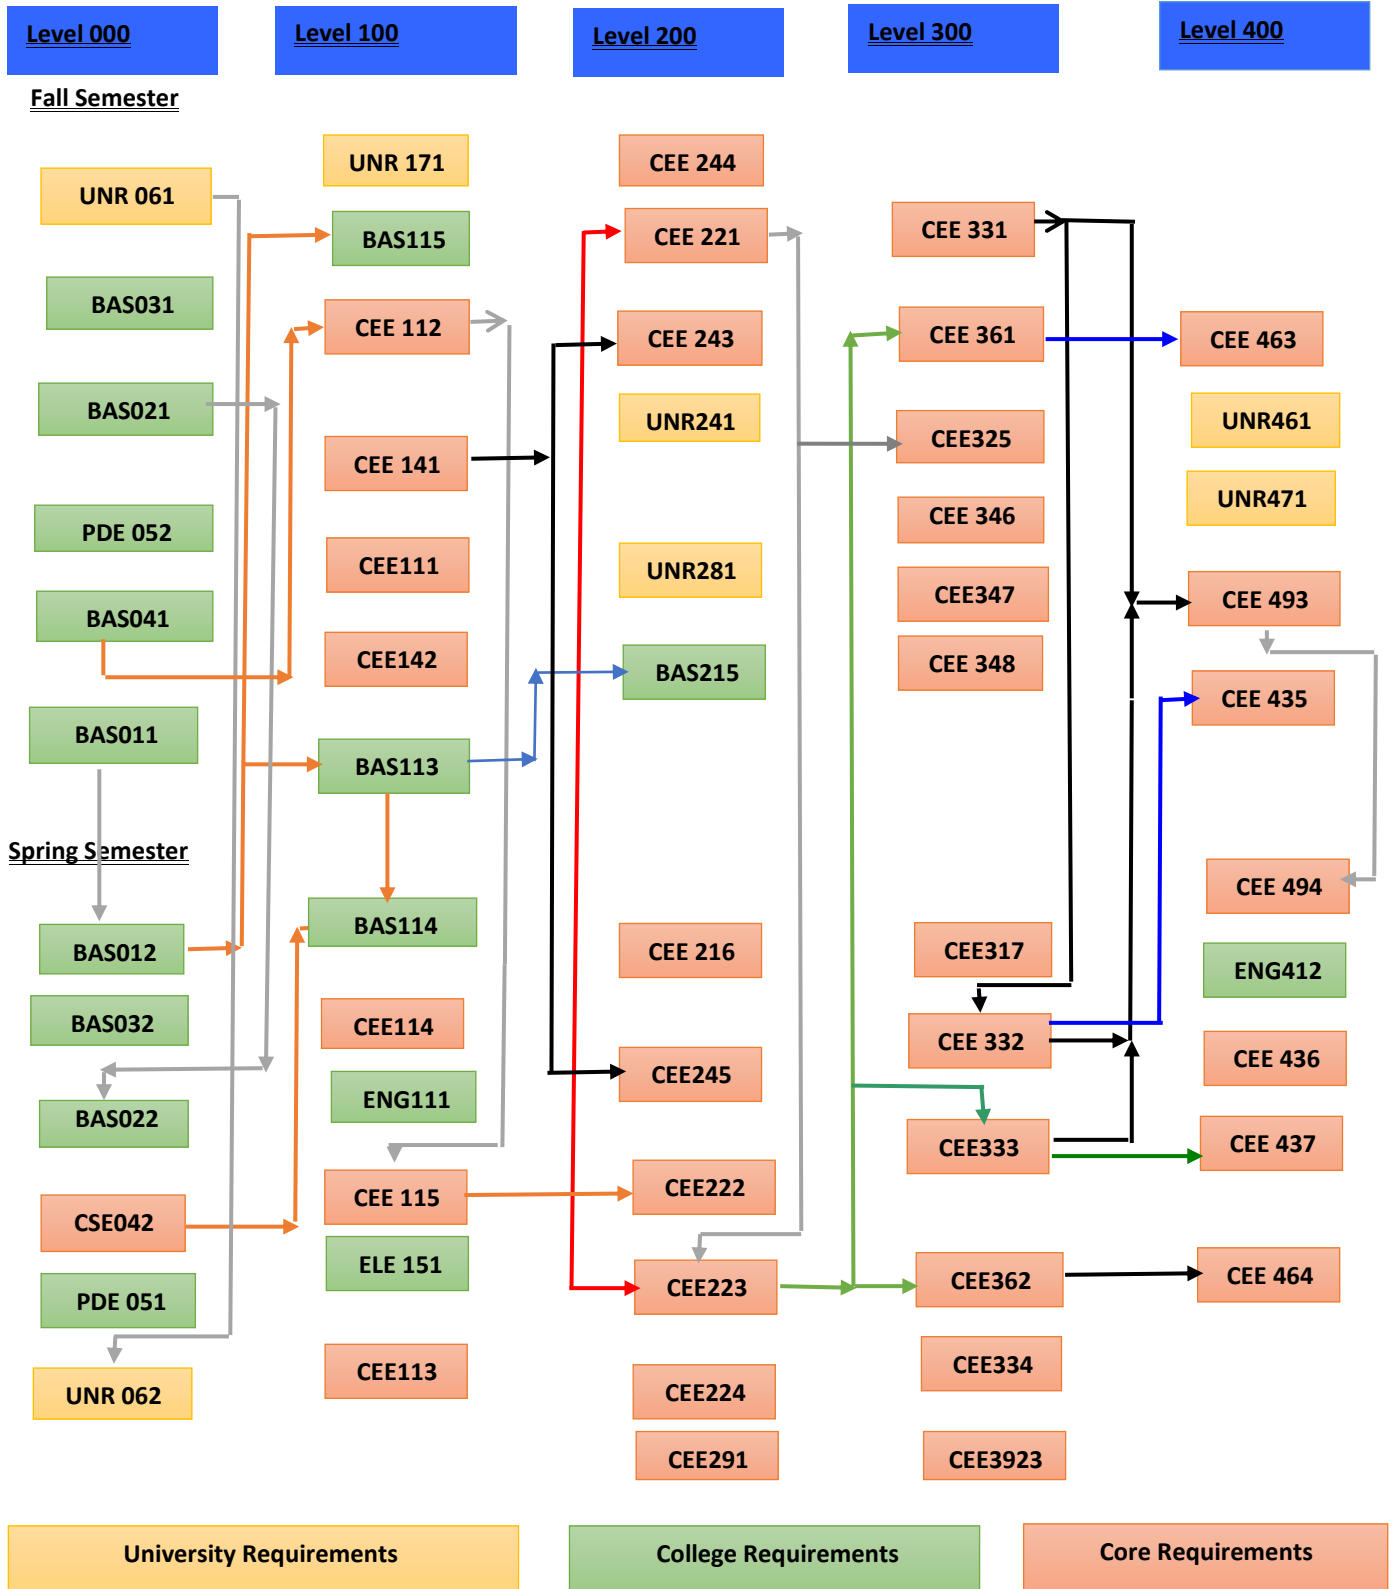 Level 000
Level 100
Level 200
Level 300
Level 400
Fall Semester
UNR 061
BAS031
BAS021
PDE 052
BAS041
BAS011
Spring Semester
BAS012
BAS032
BAS022
CSE042
PDE 051
UNR 062
UNR 171
BAS115
CEE 112
CEE 141
CEE111
CEE142
BAS113
BAS114
CEE114
ENG111
CEE 115
ELE 151
CEE113
CEE 244
CEE 221
CEE 243
UNR241
UNR281
BAS215
CEE 216
CEE245
CEE222
CEE223
CEE224
CEE291
CEE 331
CEE 361
CEE325
CEE 346
CEE347
CEE 348
CEE317
CEE 332
CEE333
CEE362
CEE334
CEE3923
CEE 463
UNR461
UNR471
CEE 493
CEE 435
CEE 494
ENG412
CEE 436
CEE 437
CEE 464
University Requirements
College Requirements
Core Requirements